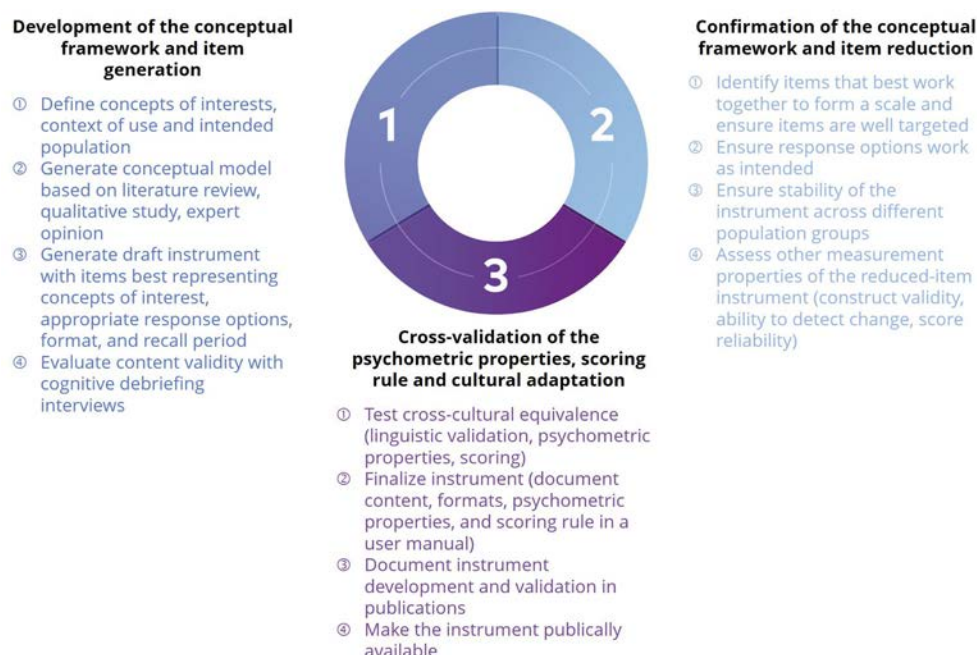 Development of the conceptual
framework and item
generation
① Define concepts of interests,
context of use and intended
population
② Generate conceptual model
based on literature review,
qualitative study, expert
opinion
③ Generate draft instrument
with items best representing
concepts of interest,
appropriate response options,
format, and recall period
④ Evaluate content validity with
cognitive debriefing
interviews
1
2
3
Confirmation of the conceptual
framework and item reduction
① Identify items that best work
together to form a scale and
ensure items are well targeted
② Ensure response options work
as intended
③ Ensure stability of the
instrument across different
population groups
④ Assess other measurement
properties of the reduced-item
instrument (construct validity,
ability to detect change, score
reliability)
Cross-validation of the
psychometric properties, scoring
rule and cultural adaptation
① Test cross-cultural equivalence
(linguistic validation, psychometric
properties, scoring)
② Finalize instrument (document
content, formats, psychometric
properties, and scoring rule in a
user manual)
③ Document instrument
development and validation in
publications
④ Make the instrument publically
available